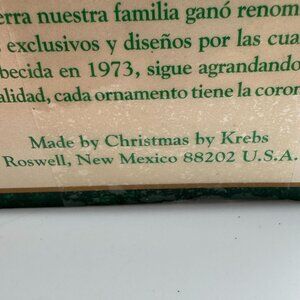 erra nuestra familia ganó renom
s exclusivos y diseños por las cua
becida en 1973, sigue agrandando
alidad, cada ornamento tiene la coron
Made by Christmas by Krebs
Roswell, New Mexico 88202 U.S.A.